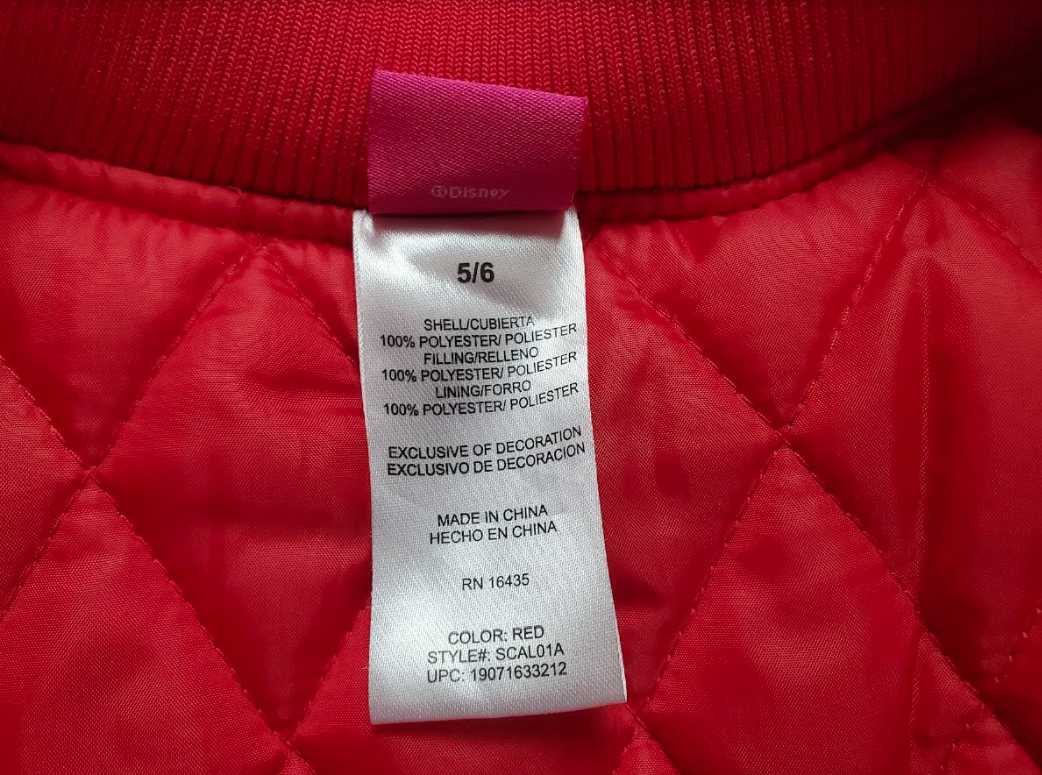 ©Disney
5/6
SHELL/CUBIERTA
100% POLYESTER/ POLIESTER
FILLING/RELLENO
100% POLYESTER/ POLIESTER
LINING/FORRO
100% POLYESTER/ POLIESTER
EXCLUSIVE OF DECORATION
EXCLUSIVO DE DECORACION
MADE IN CHINA
HECHO EN CHINA
RN 16435
COLOR: RED
STYLE#: SCAL01A
UPC: 19071633212